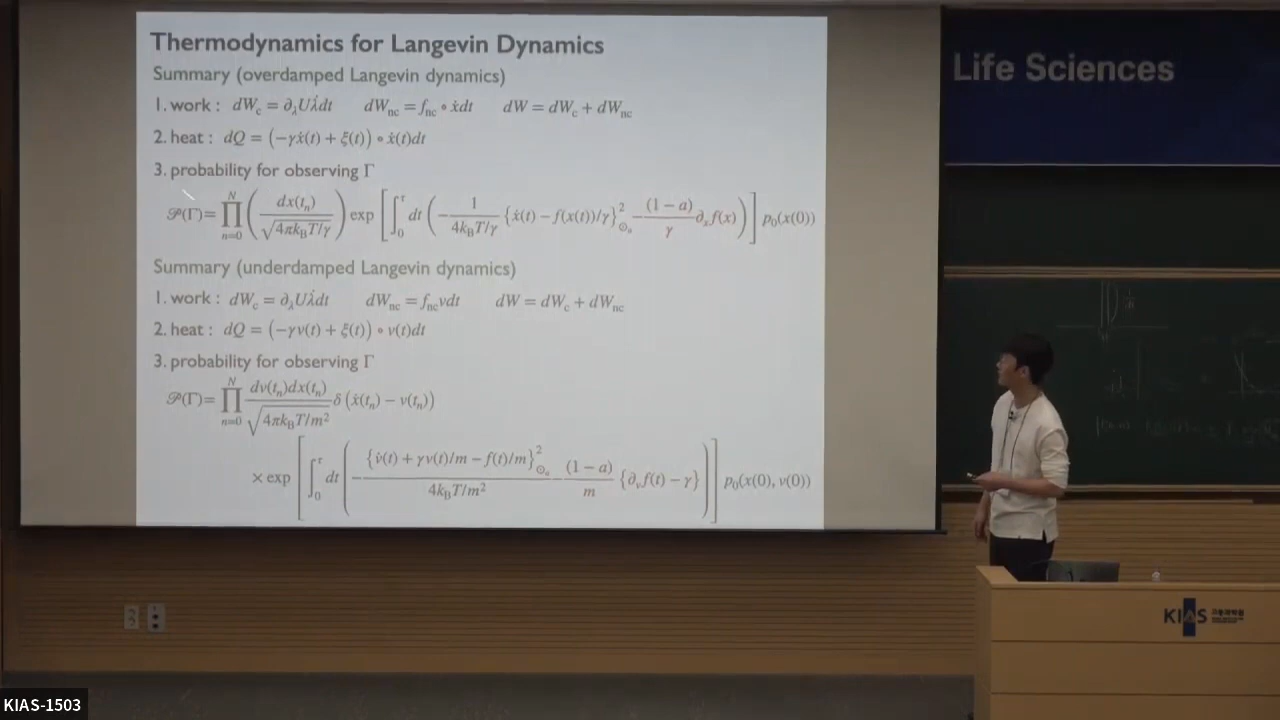 Thermodynamics for Langevin Dynamics
Summary (overdamped Langevin dynamics)
1. work : dW_c = ∂_λU λ̇dt   dW_nc = f_nc ∘ ẋdt   dW = dW_c + dW_nc
2. heat : dQ = (−γẋ(t) + ξ(t)) ∘ ẋ(t)dt
3. probability for observing Γ
𝒫(Γ)= ∏_{n=0}^{N} ( dx(t_n) / √(4πk_BT/γ) ) exp [ ∫_0^τ dt ( − 1/(4k_BT/γ) {ẋ(t) − f(x(t))/γ}²_{⊙_a} − (1−a)/γ ∂_x f(x) ) ] p_0(x(0))
Summary (underdamped Langevin dynamics)
1. work : dW_c = ∂_λU λ̇dt   dW_nc = f_nc vdt   dW = dW_c + dW_nc
2. heat : dQ = (−γv(t) + ξ(t)) ∘ v(t)dt
3. probability for observing Γ
𝒫(Γ)= ∏_{n=0}^{N} dv(t_n)dx(t_n) / √(4πk_BT/m²) δ (ẋ(t_n) − v(t_n))
× exp [ ∫_0^τ dt ( − {v̇(t) + γv(t)/m − f(t)/m}²_{⊙_a} / (4k_BT/m²) − (1−a)/m {∂_v f(t) − γ} ) ] p_0(x(0), v(0))
Life Sciences
KIAS
KIAS-1503